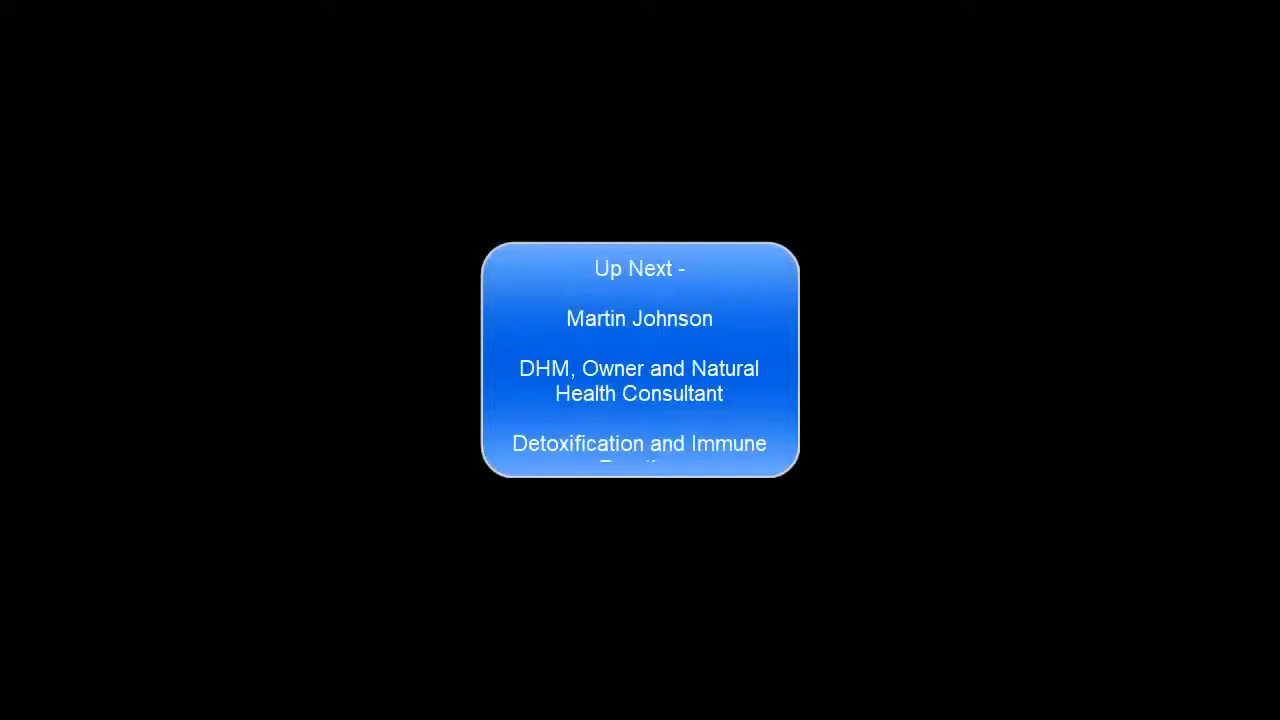 Up Next -
Martin Johnson
DHM, Owner and Natural
Health Consultant
Detoxification and Immune